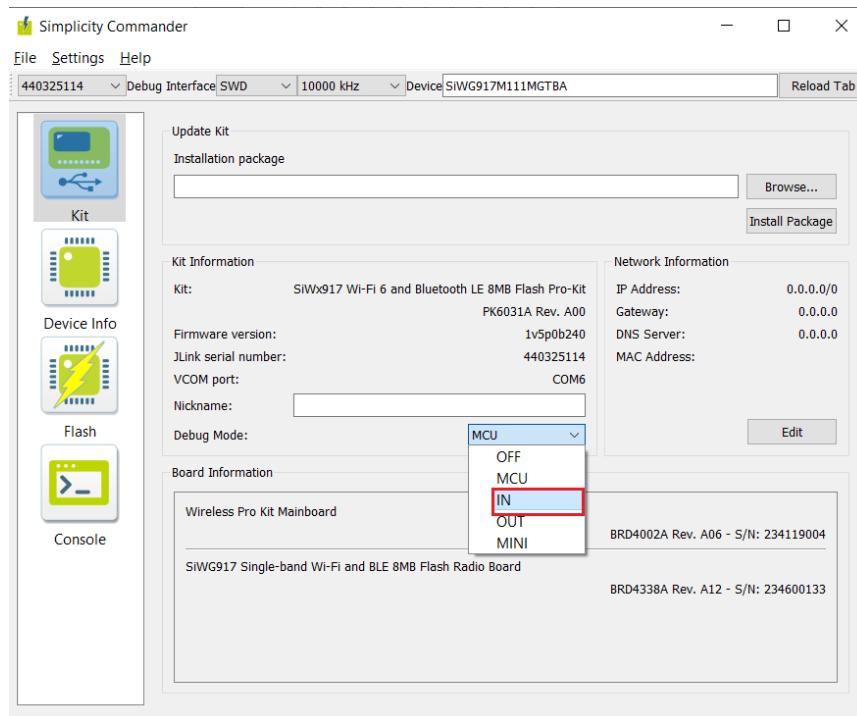 Simplicity Commander
File Settings Help
440325114 Debug Interface SWD 10000 kHz Device SiWG917M111MGTBA Reload Tab
Kit
Device Info
Flash
Console
Update Kit
Installation package
Browse...
Install Package
Kit Information
Kit: SiWx917 Wi-Fi 6 and Bluetooth LE 8MB Flash Pro-Kit
PK6031A Rev. A00
Firmware version: 1v5p0b240
JLink serial number: 440325114
VCOM port: COM6
Nickname:
Debug Mode: MCU
OFF
MCU
IN
OUT
MINI
Network Information
IP Address: 0.0.0.0/0
Gateway: 0.0.0.0
DNS Server: 0.0.0.0
MAC Address:
Edit
Board Information
Wireless Pro Kit Mainboard
BRD4002A Rev. A06 - S/N: 234119004
SiWG917 Single-band Wi-Fi and BLE 8MB Flash Radio Board
BRD4338A Rev. A12 - S/N: 234600133